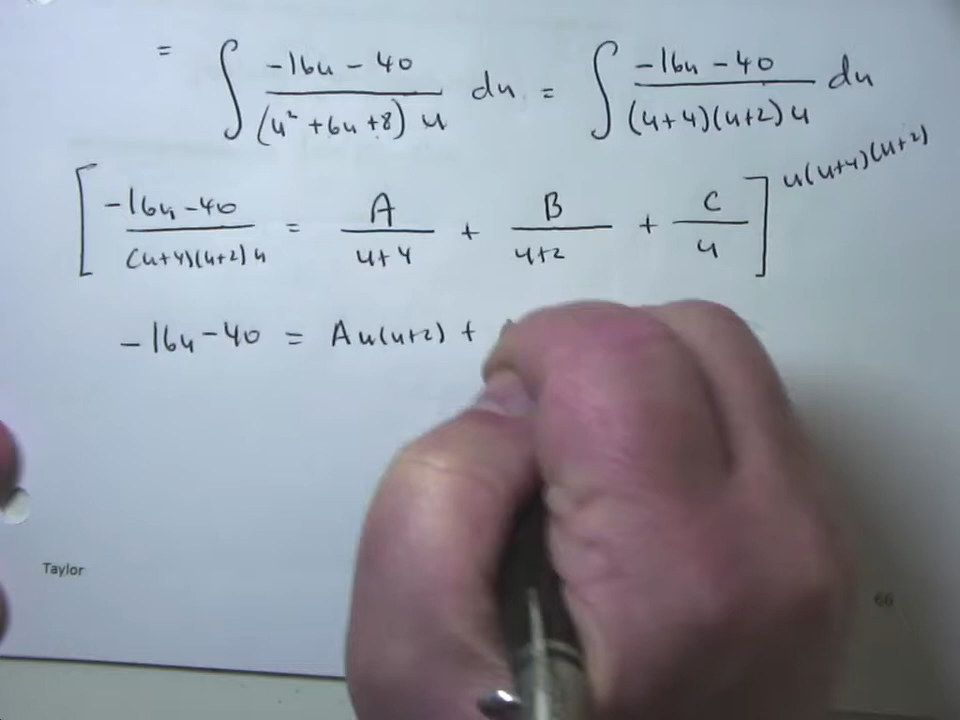 = ∫ -16u - 40 / (u² + 6u + 8) u du = ∫ -16u - 40 / (u+4)(u+2) u du
[ -16u - 40 / (u+4)(u+2) u = A / u+4 + B / u+2 + C / u ] u(u+4)(u+2)
-16u - 40 = A u(u+2) +
Taylor
66